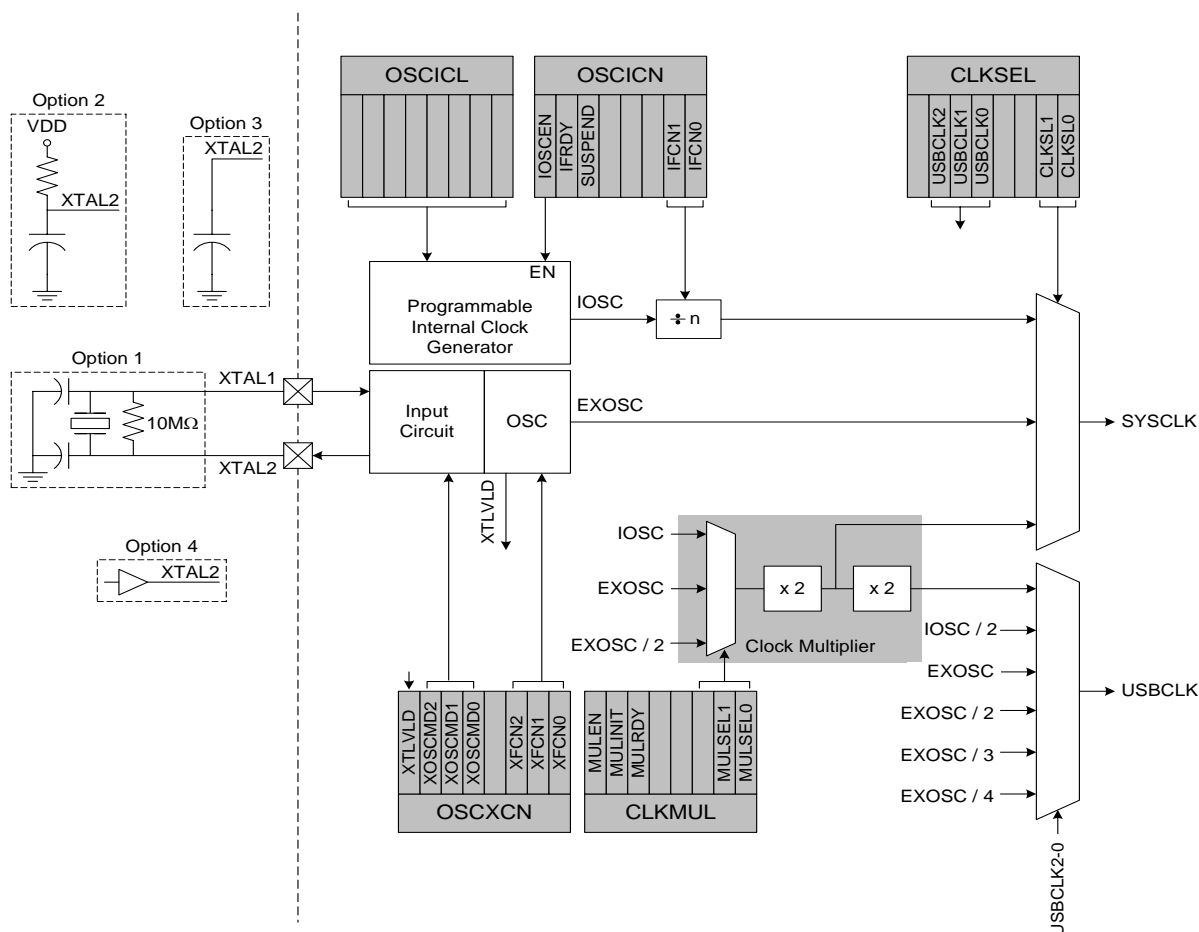 OSCICL
OSCICN
IOSCEN
IFRDY
SUSPEND
IFCN1
IFCN0
CLKSEL
USBCLK2
USBCLK1
USBCLK0
CLKSL1
CLKSL0
Option 2
VDD
XTAL2
Option 3
XTAL2
EN
Programmable
Internal Clock
Generator
IOSC
÷ n
Option 1
XTAL1
10MΩ
XTAL2
Input
Circuit
OSC
EXOSC
SYSCLK
XTLVLD
Option 4
XTAL2
IOSC
EXOSC
EXOSC / 2
x 2
x 2
Clock Multiplier
IOSC / 2
EXOSC
EXOSC / 2
EXOSC / 3
EXOSC / 4
USBCLK
USBCLK2-0
XTLVLD
XOSCMD2
XOSCMD1
XOSCMD0
XFCN2
XFCN1
XFCN0
OSCXCN
MULEN
MULINIT
MULRDY
MULSEL1
MULSEL0
CLKMUL